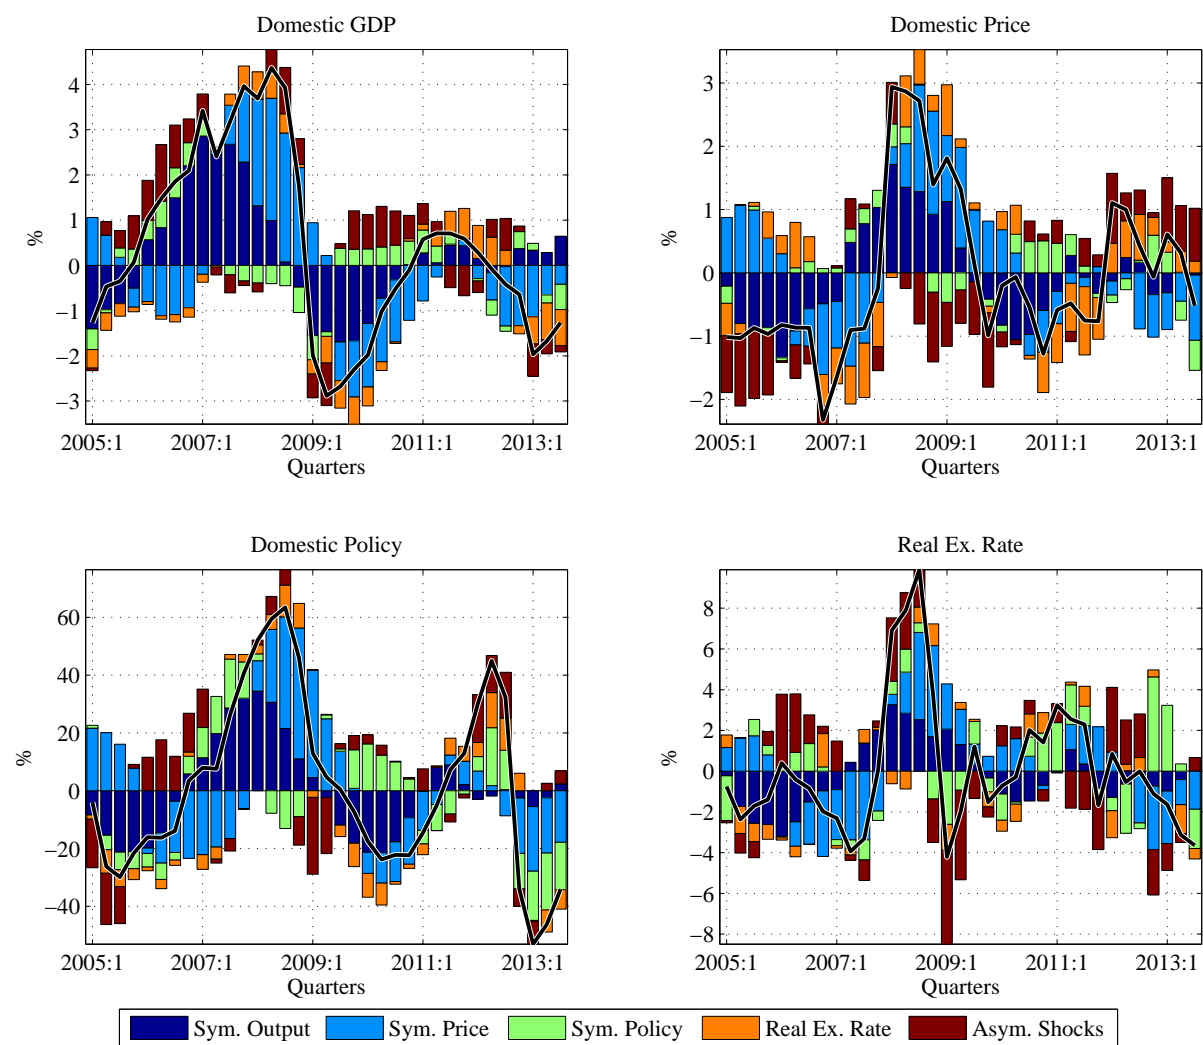 Domestic GDP
4
3
2
1
0
−1
−2
−3
%
2005:1 2007:1 2009:1 2011:1 2013:1
Quarters
Domestic Price
3
2
1
0
−1
−2
%
2005:1 2007:1 2009:1 2011:1 2013:1
Quarters
Domestic Policy
60
40
20
0
−20
−40
%
2005:1 2007:1 2009:1 2011:1 2013:1
Quarters
Real Ex. Rate
8
6
4
2
0
−2
−4
−6
−8
%
2005:1 2007:1 2009:1 2011:1 2013:1
Quarters
Sym. Output Sym. Price Sym. Policy Real Ex. Rate Asym. Shocks